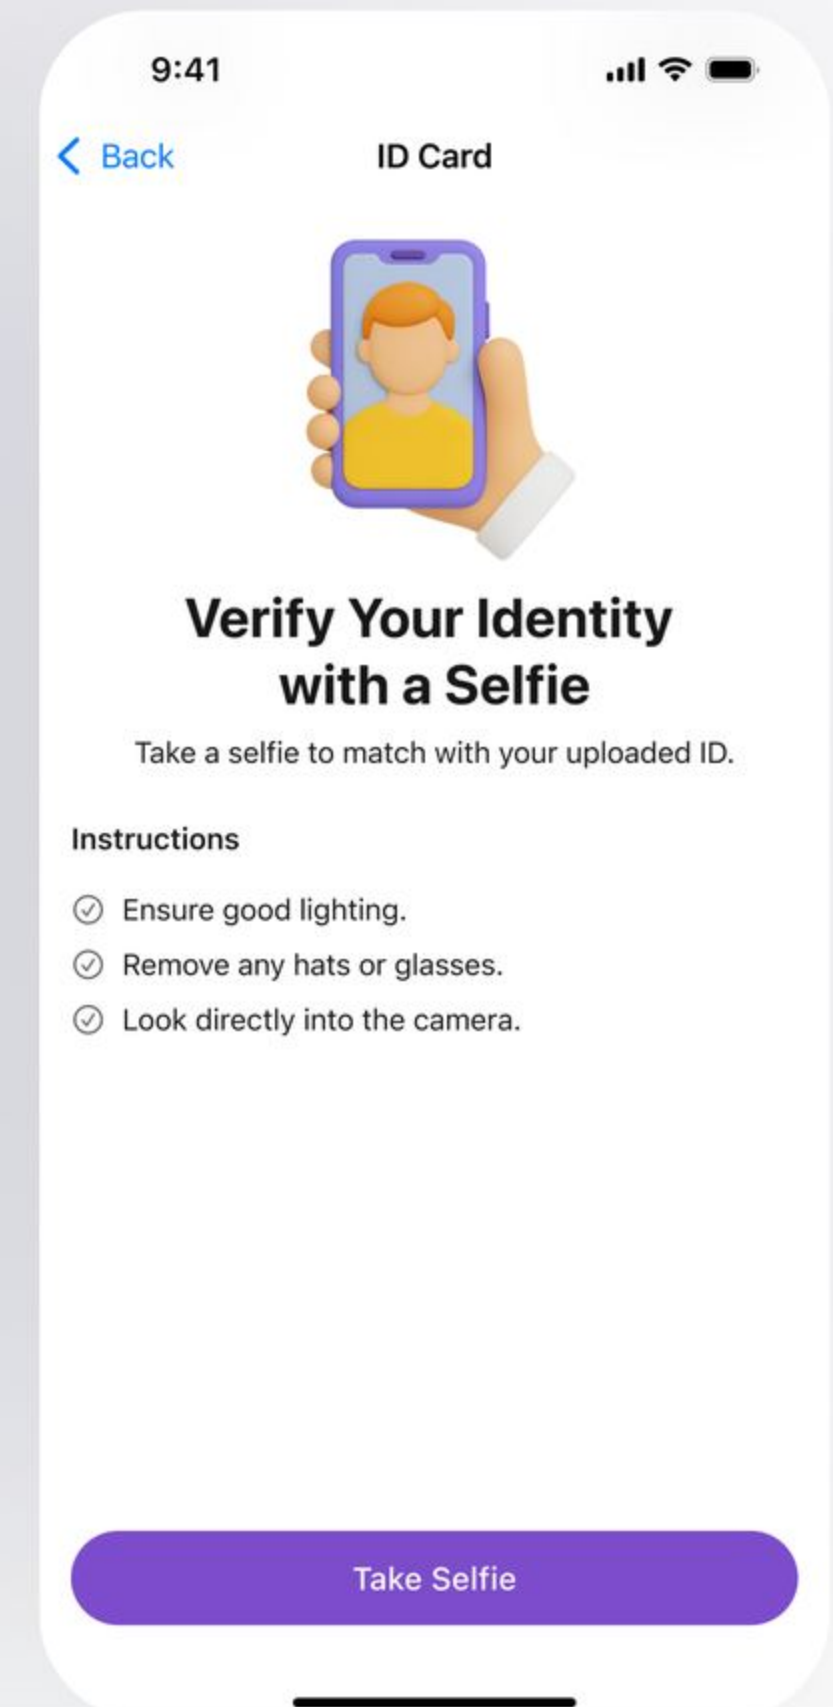 9:41
Back
ID Card
Verify Your Identity
with a Selfie
Take a selfie to match with your uploaded ID.
Instructions
Ensure good lighting.
Remove any hats or glasses.
Look directly into the camera.
Take Selfie